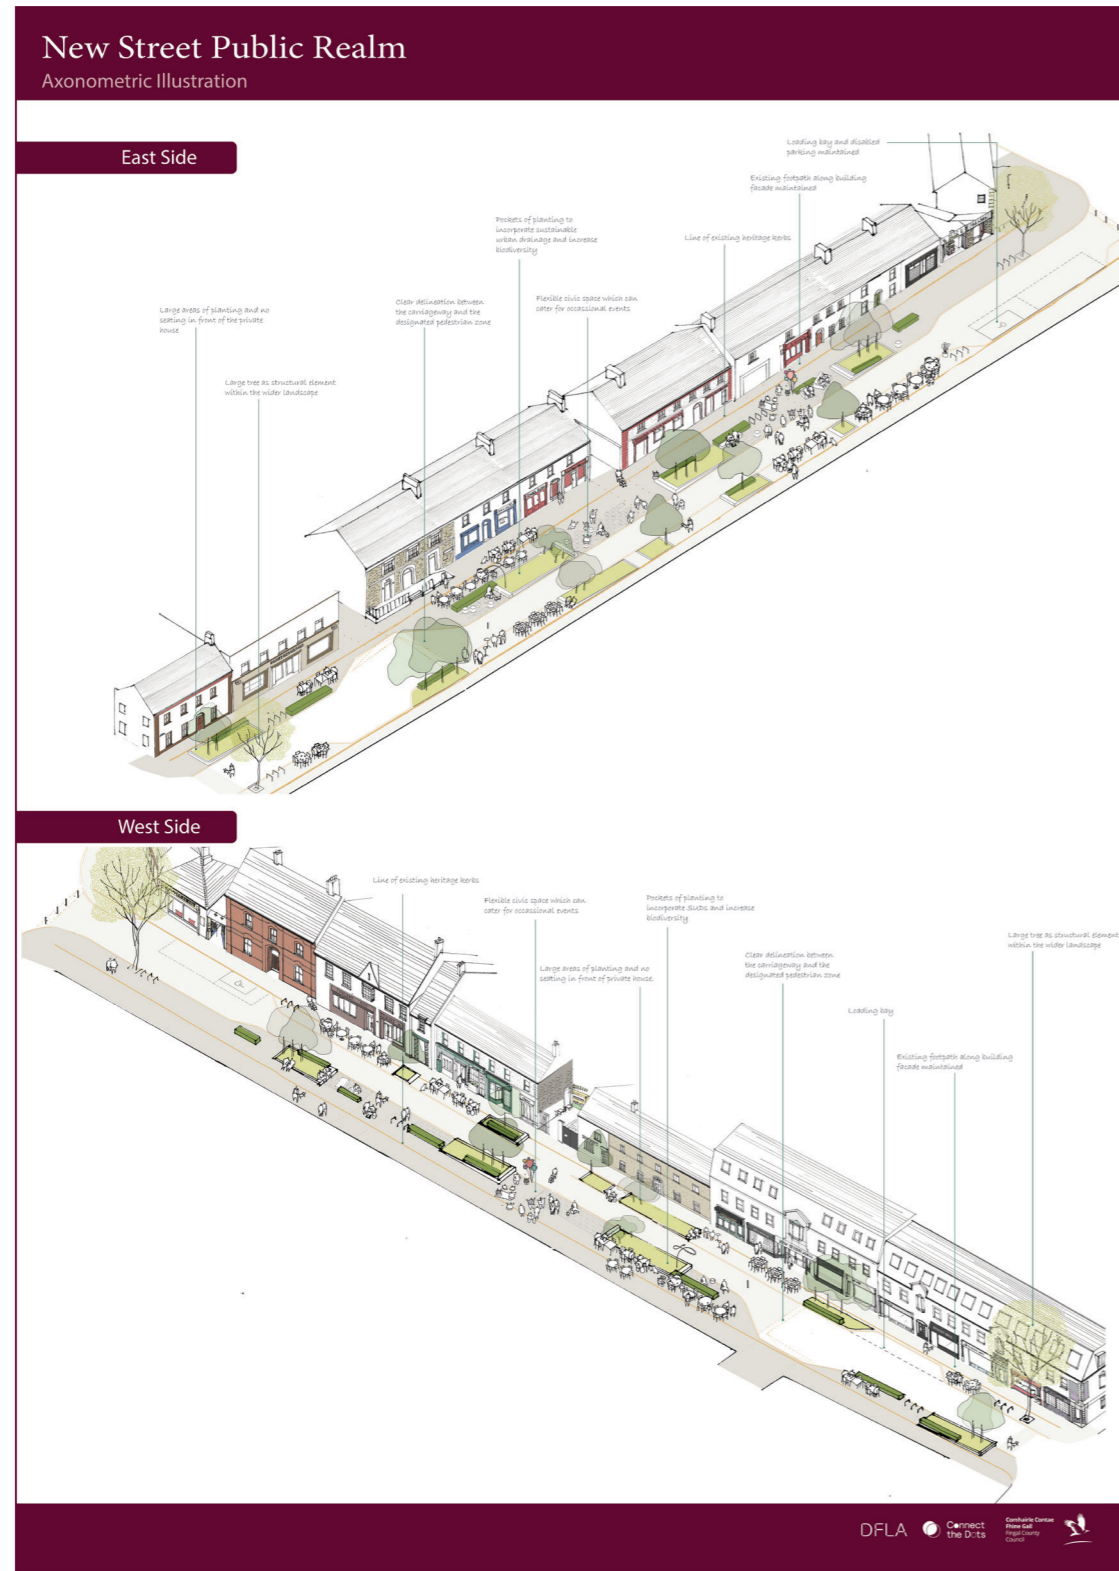 New Street Public Realm
Axonometric Illustration
East Side
Loading bay and disabled
parking maintained
Existing footpath along building
facade maintained
Pockets of planting to
incorporate sustainable
urban drainage and increase
biodiversity
Line of existing heritage kerbs
Large areas of planting and no
seating in front of the private
house
Clear delineation between
the carriageway and the
designated pedestrian zone
Flexible civic space which can
cater for occassional events
Large tree as structural element
within the wider landscape
West Side
Line of existing heritage kerbs
Flexible civic space which can
cater for occassional events
Pockets of planting to
incorporate SuDs and increase
biodiversity
Large areas of planting and no
seating in front of private house
Clear delineation between
the carriageway and the
designated pedestrian zone
Large tree as structural element
within the wider landscape
Loading bay
Existing footpath along building
facade maintained
DFLA
Connect
the Dots
Comhairle Contae
Fhine Gall
Fingal County
Council